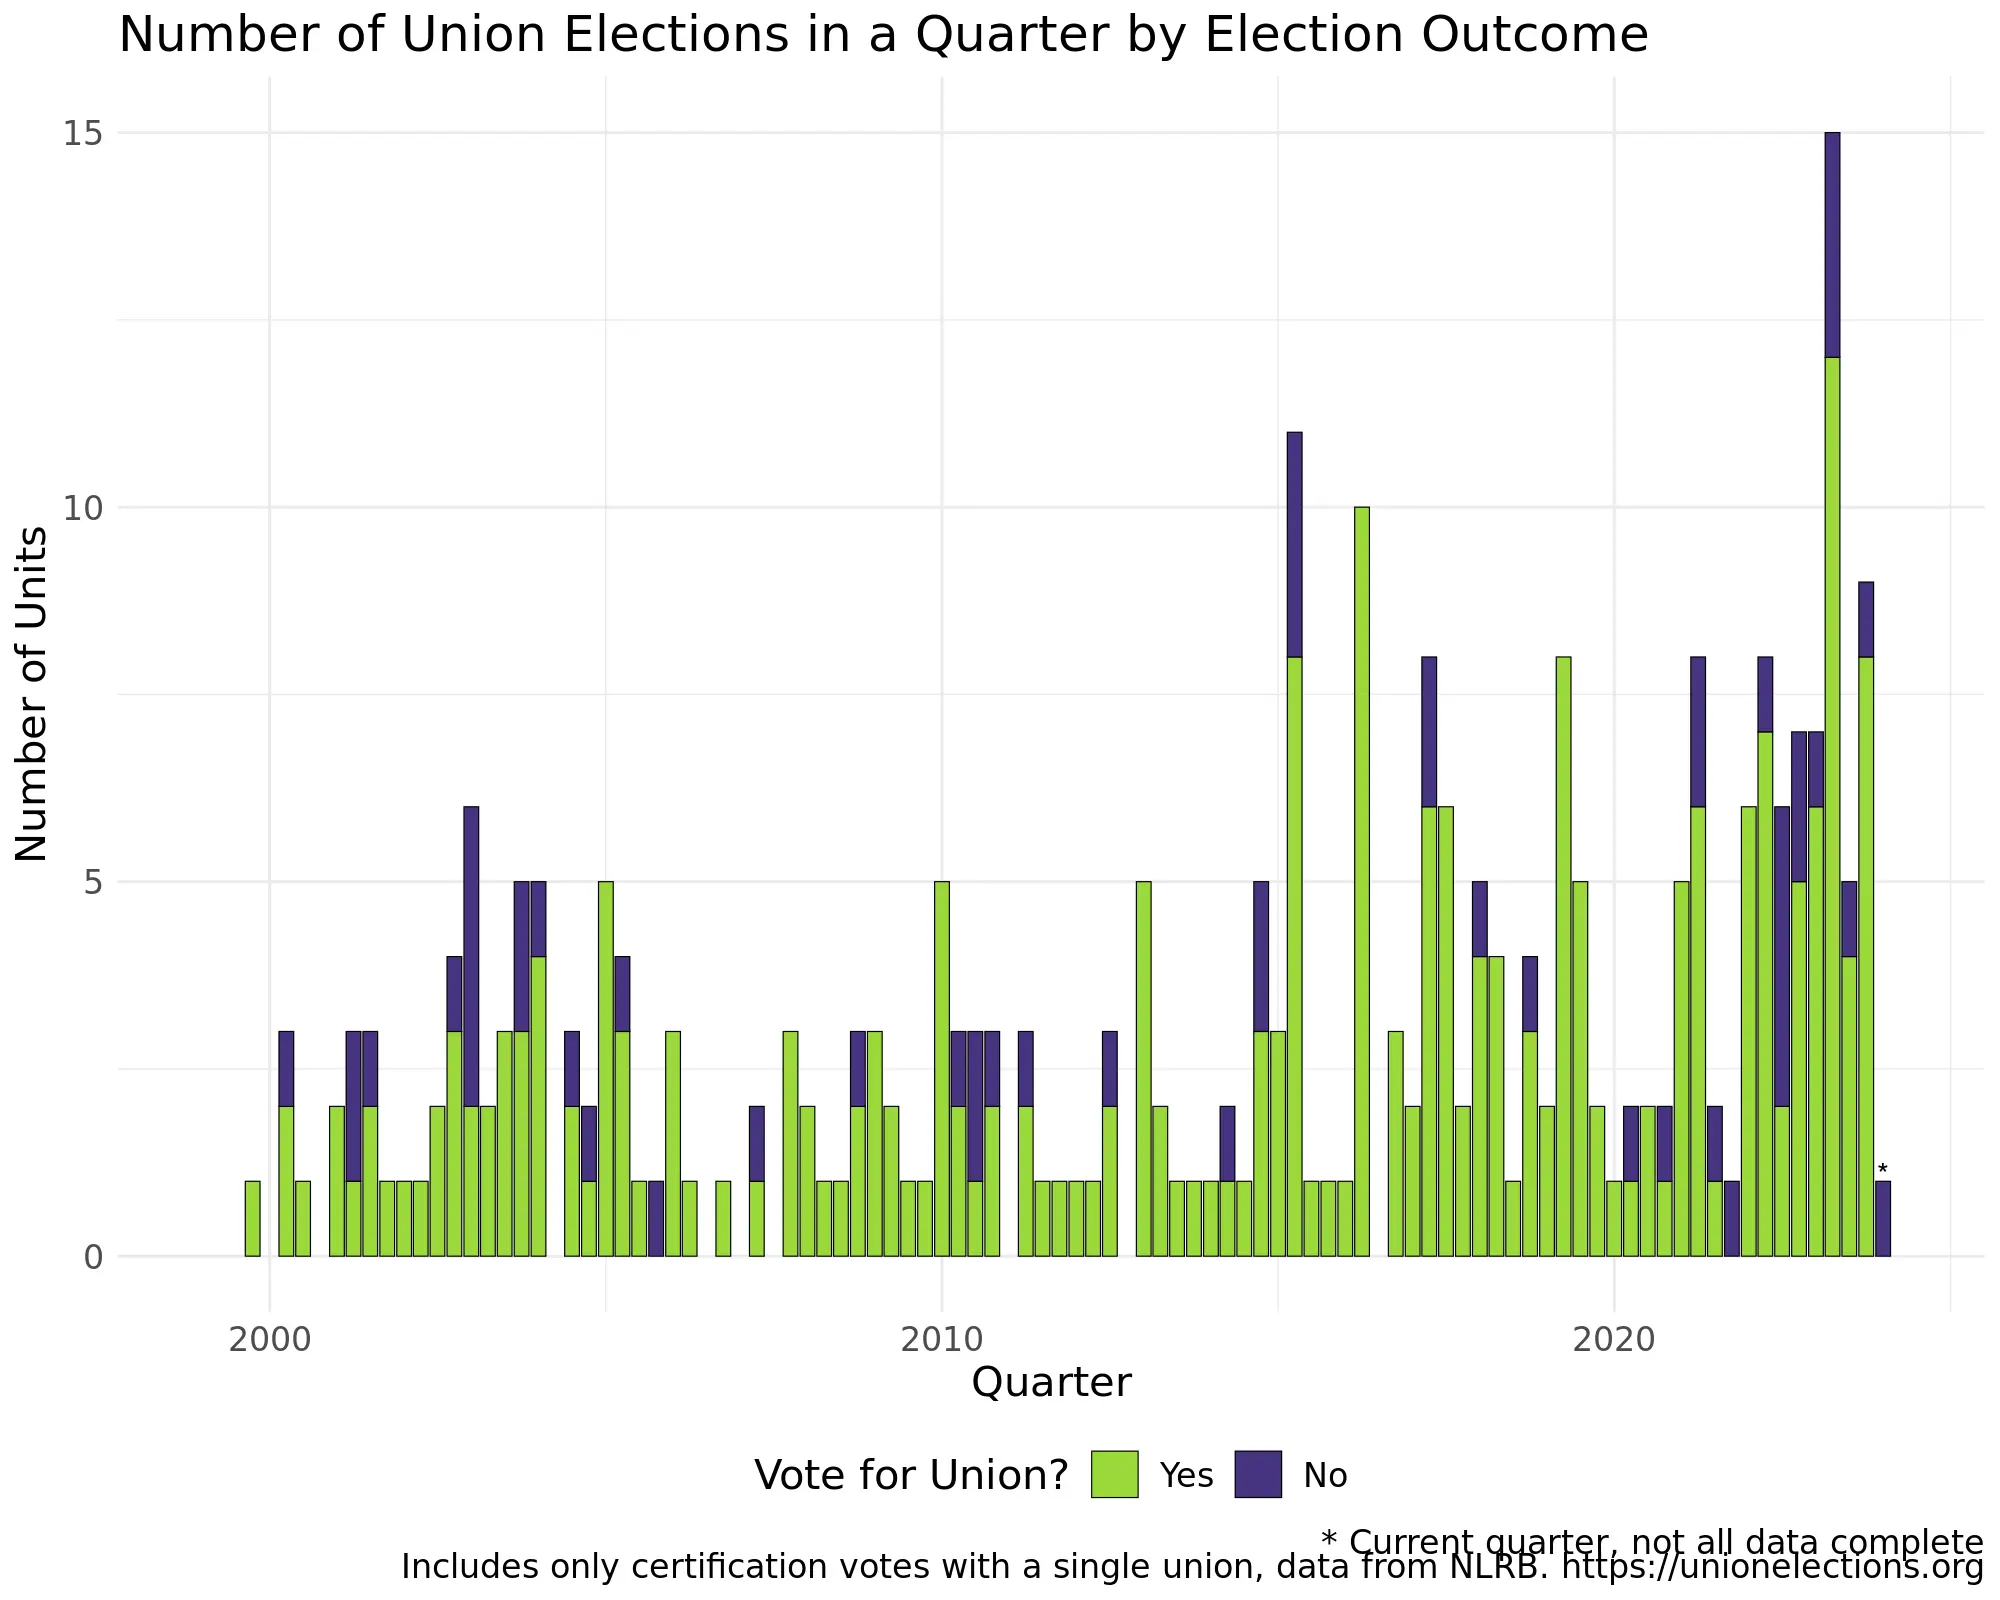 Number of Union Elections in a Quarter by Election Outcome
15
10
5
0
Number of Units
*
2000 2010 2020
Quarter
Vote for Union? Yes No
* Current quarter, not all data complete
Includes only certification votes with a single union, data from NLRB. https://unionelections.org